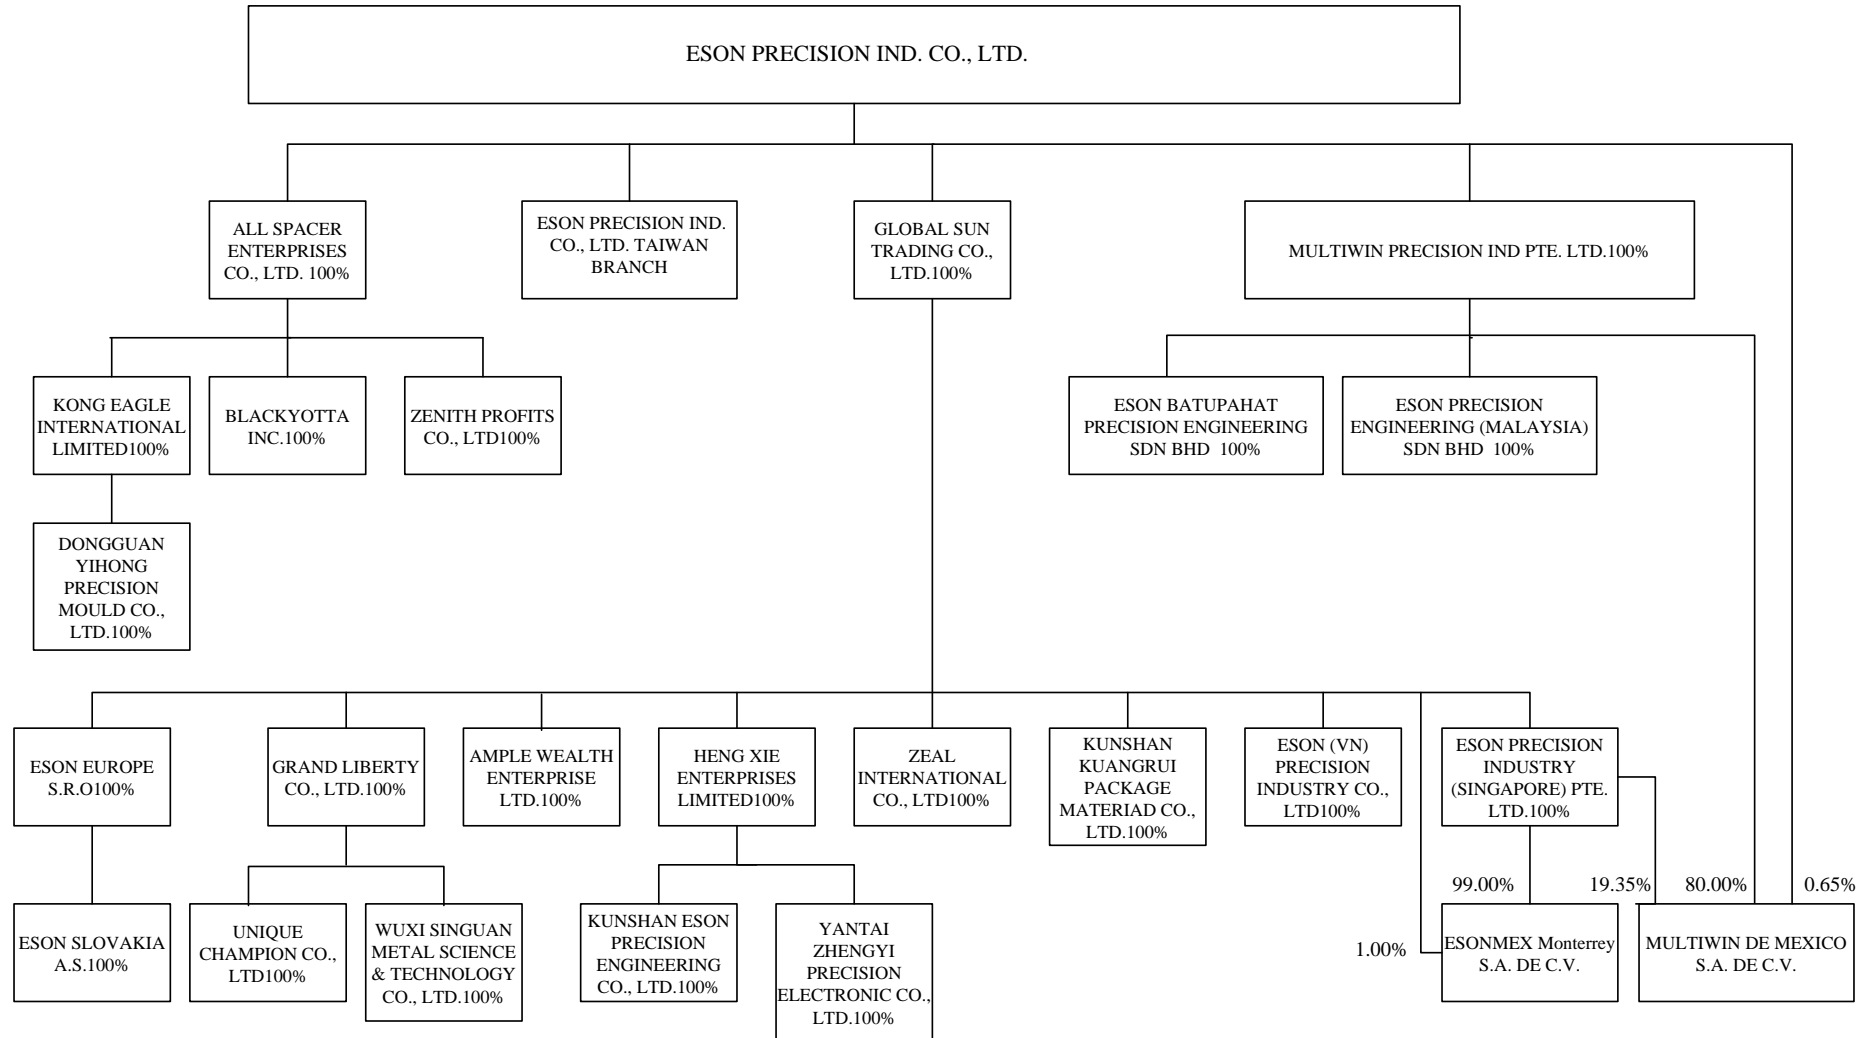 ESON PRECISION IND. CO., LTD.
ALL SPACER
ENTERPRISES
CO., LTD. 100%
ESON PRECISION IND.
CO., LTD. TAIWAN
BRANCH
GLOBAL SUN
TRADING CO.,
LTD.100%
MULTIWIN PRECISION IND PTE. LTD.100%
KONG EAGLE
INTERNATIONAL
LIMITED100%
BLACKYOTTA
INC.100%
ZENITH PROFITS
CO., LTD100%
ESON BATUPAHAT
PRECISION ENGINEERING
SDN BHD  100%
ESON PRECISION
ENGINEERING (MALAYSIA)
SDN BHD  100%
DONGGUAN
YIHONG
PRECISION
MOULD CO.,
LTD.100%
ESON EUROPE
S.R.O100%
GRAND LIBERTY
CO., LTD.100%
AMPLE WEALTH
ENTERPRISE
LTD.100%
HENG XIE
ENTERPRISES
LIMITED100%
ZEAL
INTERNATIONAL
CO., LTD100%
KUNSHAN
KUANGRUI
PACKAGE
MATERIAD CO.,
LTD.100%
ESON (VN)
PRECISION
INDUSTRY CO.,
LTD100%
ESON PRECISION
INDUSTRY
(SINGAPORE) PTE.
LTD.100%
99.00%
19.35%
80.00%
0.65%
ESON SLOVAKIA
A.S.100%
UNIQUE
CHAMPION CO.,
LTD100%
WUXI SINGUAN
METAL SCIENCE
& TECHNOLOGY
CO., LTD.100%
KUNSHAN ESON
PRECISION
ENGINEERING
CO., LTD.100%
YANTAI
ZHENGYI
PRECISION
ELECTRONIC CO.,
LTD.100%
1.00%
ESONMEX Monterrey
S.A. DE C.V.
MULTIWIN DE MEXICO
S.A. DE C.V.